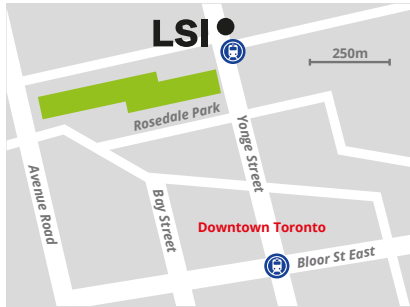 LSI
250m
Rosedale Park
Yonge Street
Avenue Road
Bay Street
Downtown Toronto
Bloor St East